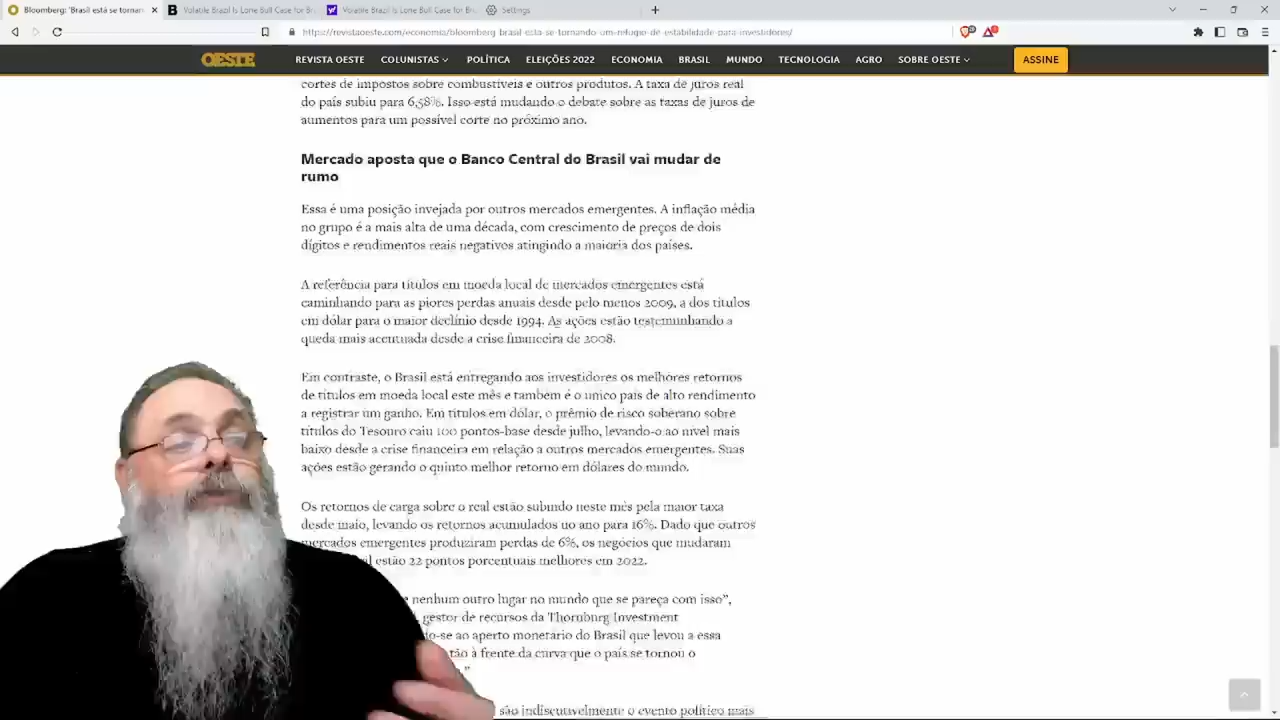 Bloomberg: 'Brasil está se tornan
Volatile Brazil Is Lone Bull Case for Br
Volatile Brazil Is Lone Bull Case for Br
Settings
https://revistaoeste.com/economia/bloomberg-brasil-esta-se-tornando-um-refugio-de-estabilidade-para-investidores/
OESTE
REVISTA OESTE
COLUNISTAS
POLÍTICA
ELEIÇÕES 2022
ECONOMIA
BRASIL
MUNDO
TECNOLOGIA
AGRO
SOBRE OESTE
ASSINE
cortes de impostos sobre combustíveis e outros produtos. A taxa de juros real
do país subiu para 6,58%. Isso está mudando o debate sobre as taxas de juros de
aumentos para um possível corte no próximo ano.
Mercado aposta que o Banco Central do Brasil vai mudar de
rumo
Essa é uma posição invejada por outros mercados emergentes. A inflação média
no grupo é a mais alta de uma década, com crescimento de preços de dois
dígitos e rendimentos reais negativos atingindo a maioria dos países.
A referência para títulos em moeda local de mercados emergentes está
caminhando para as piores perdas anuais desde pelo menos 2009, a dos títulos
em dólar para o maior declínio desde 1994. As ações estão testemunhando a
queda mais acentuada desde a crise financeira de 2008.
Em contraste, o Brasil está entregando aos investidores os melhores retornos
de títulos em moeda local este mês e também é o único país de alto rendimento
a registrar um ganho. Em títulos em dólar, o prêmio de risco soberano sobre
títulos do Tesouro caiu 100 pontos-base desde julho, levando-o ao nível mais
baixo desde a crise financeira em relação a outros mercados emergentes. Suas
ações estão gerando o quinto melhor retorno em dólares do mundo.
Os retornos de carga sobre o real estão subindo neste mês pela maior taxa
desde maio, levando os retornos acumulados no ano para 16%. Dado que outros
mercados emergentes produziram perdas de 6%, os negócios que mudaram
estão 22 pontos porcentuais melhores em 2022.
nenhum outro lugar no mundo que se pareça com isso”,
gestor de recursos da Thornburg Investment
do-se ao aperto monetário do Brasil que levou a essa
tão à frente da curva que o país se tornou o
”
são indiscutivelmente o evento político mais